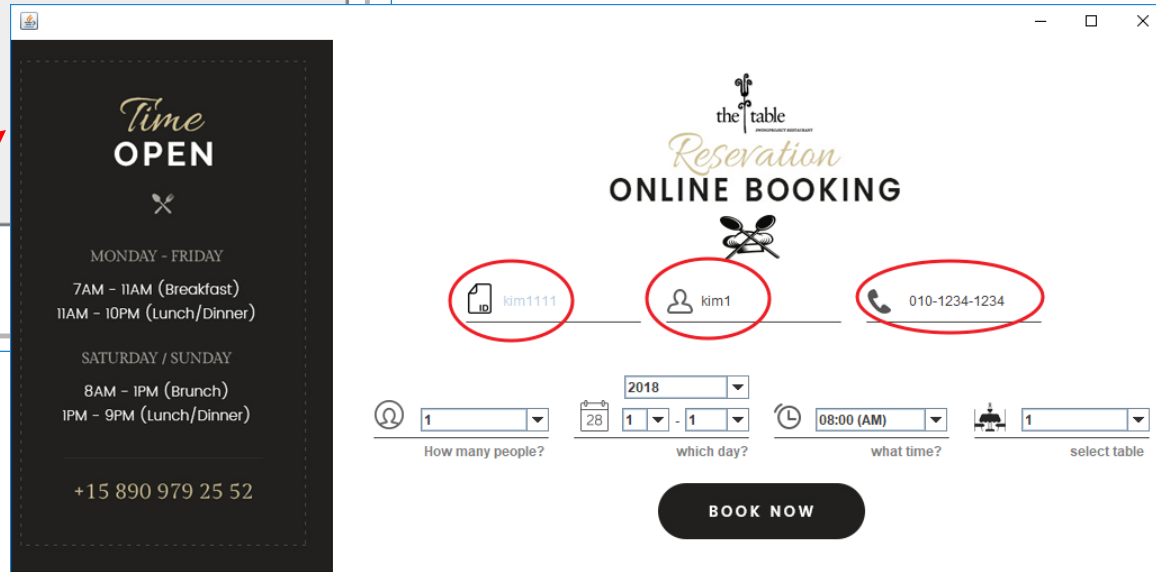 Time
OPEN
MONDAY - FRIDAY
7AM - 11AM (Breakfast)
11AM - 10PM (Lunch/Dinner)
SATURDAY / SUNDAY
8AM - 1PM (Brunch)
1PM - 9PM (Lunch/Dinner)
+15 890 979 25 52
the table
Reservation
ONLINE BOOKING
ID kim1111 kim1 010-1234-1234
2018
1 28 1 - 1 08:00 (AM) 1
How many people? which day? what time? select table
BOOK NOW